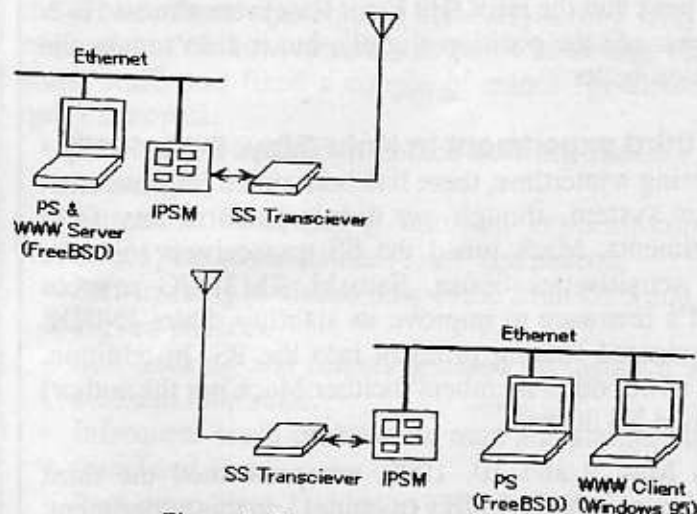 Ethernet
PS &
WWW Server
(FreeBSD)
IPSM
SS Transciever
Ethernet
SS Transciever
IPSM
PS
(FreeBSD)
WWW Client
(Windows 95)